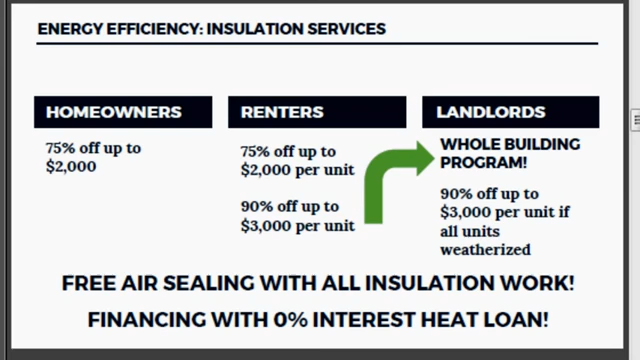 ENERGY EFFICIENCY: INSULATION SERVICES
HOMEOWNERS
75% off up to
$2,000
RENTERS
75% off up to
$2,000 per unit
90% off up to
$3,000 per unit
LANDLORDS
WHOLE BUILDING
PROGRAM!
90% off up to
$3,000 per unit if
all units
weatherized
FREE AIR SEALING WITH ALL INSULATION WORK!
FINANCING WITH 0% INTEREST HEAT LOAN!